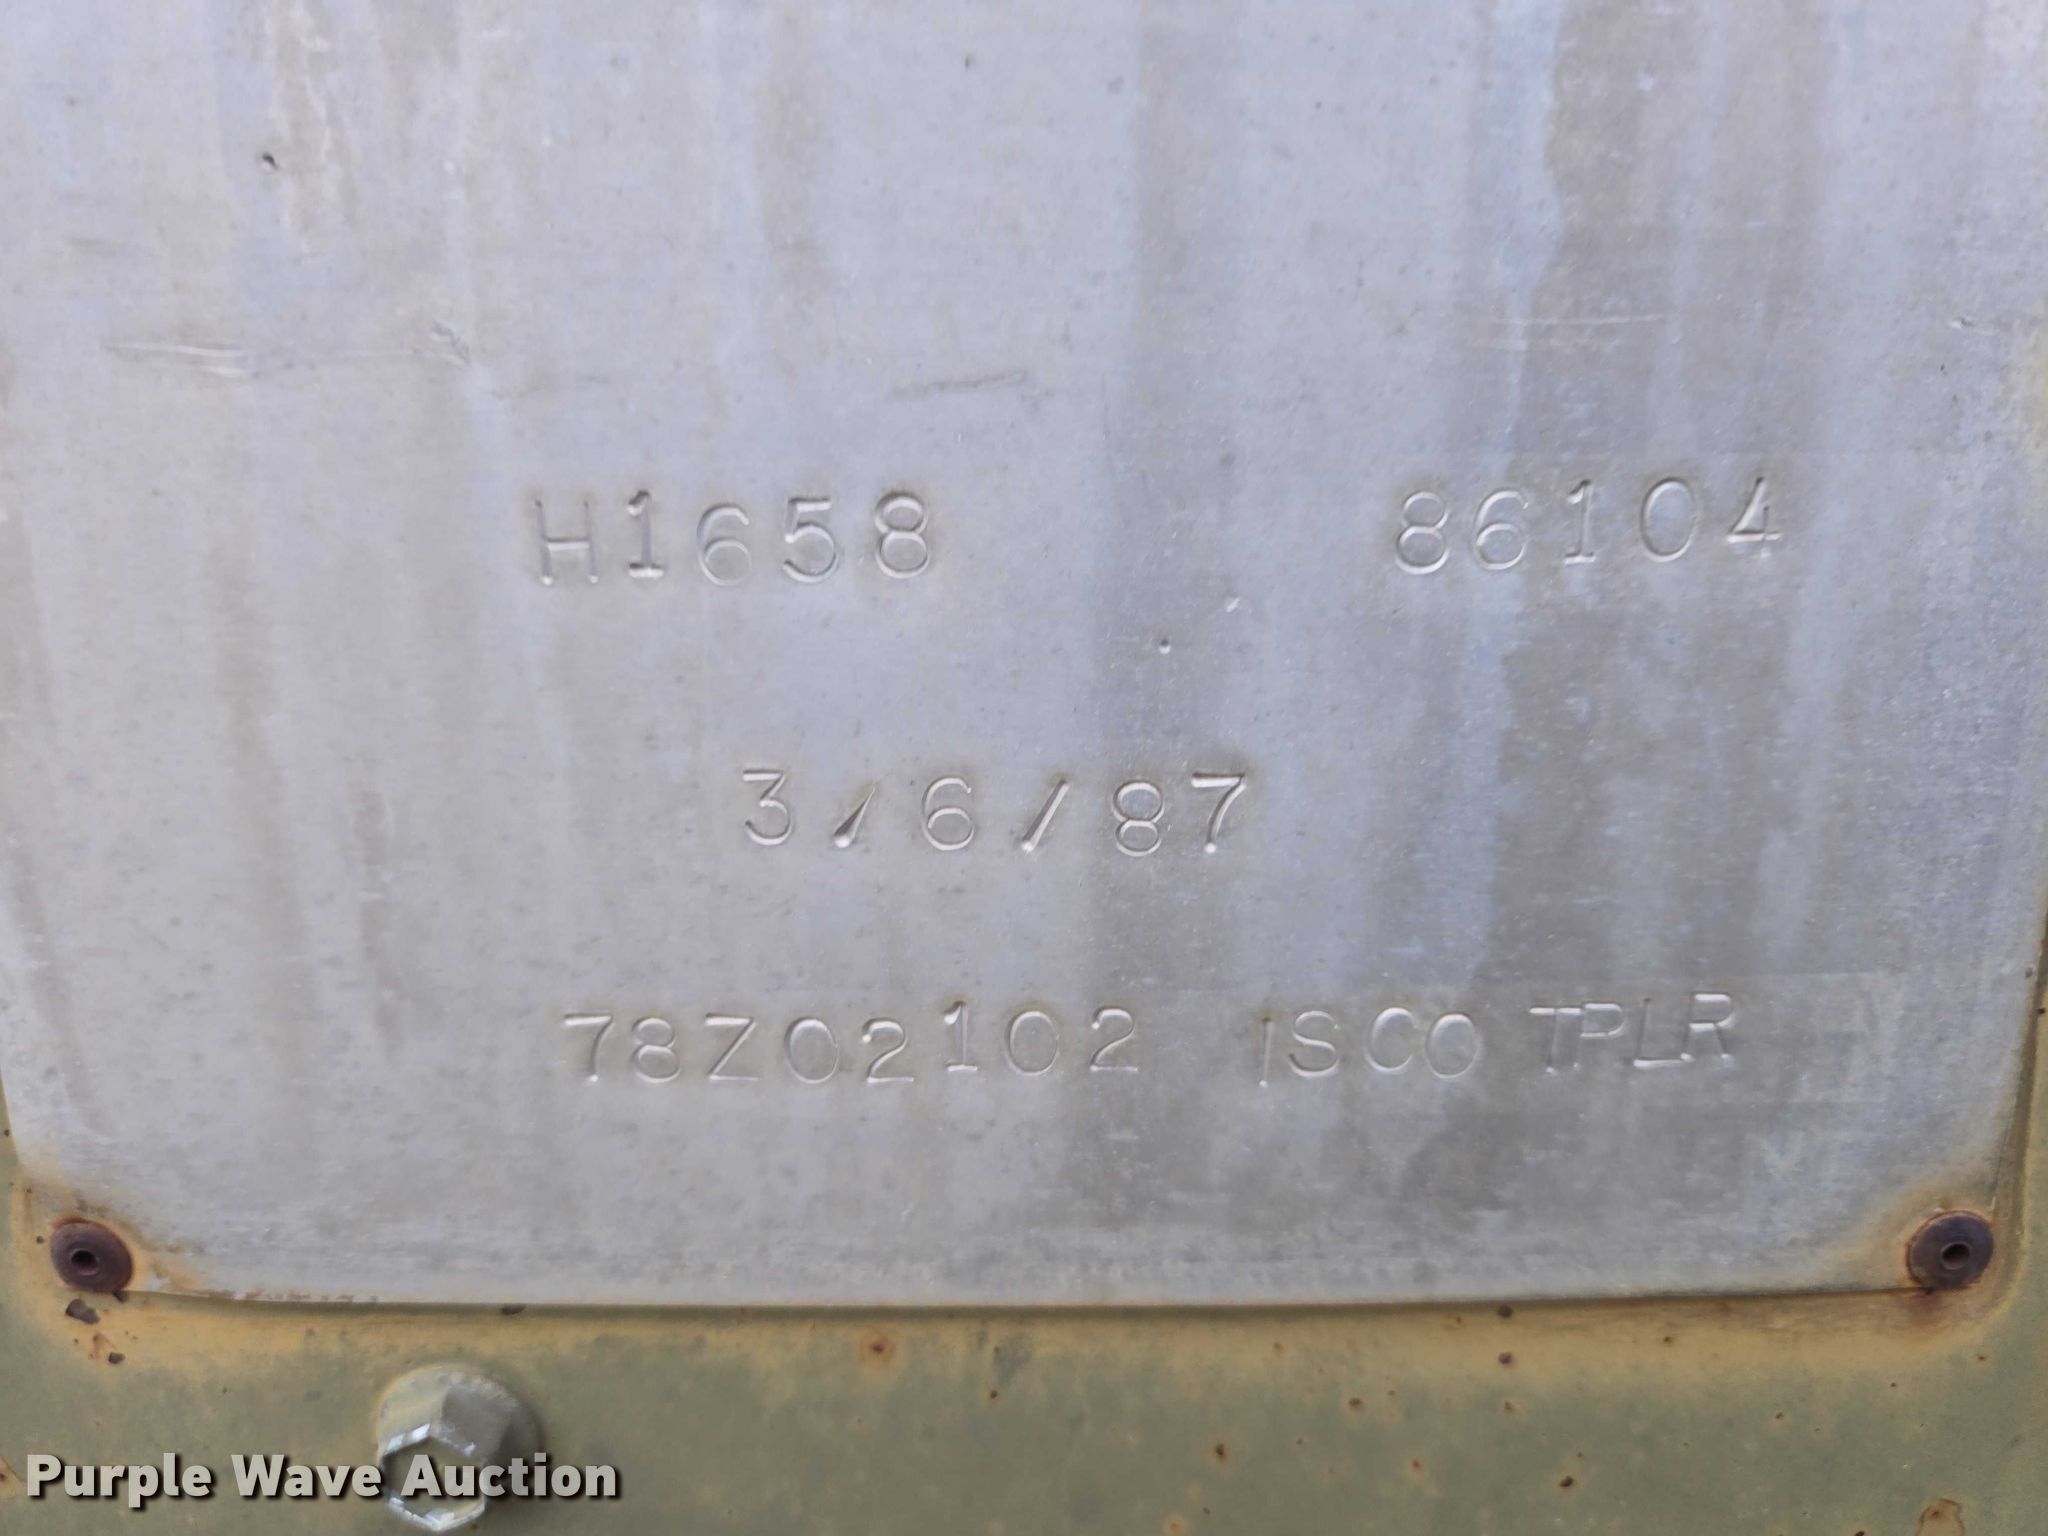 H1658 86104
3/6/87
78Z02102 ISCO TPLR
Purple Wave Auction